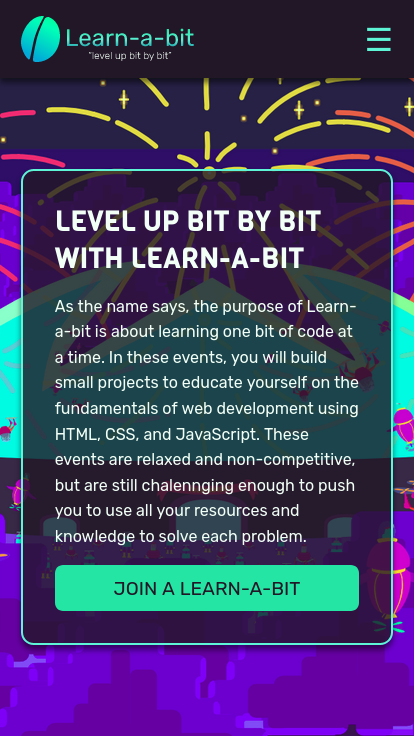 Learn-a-bit
"level up bit by bit"
LEVEL UP BIT BY BIT
WITH LEARN-A-BIT
As the name says, the purpose of Learn-
a-bit is about learning one bit of code at
a time. In these events, you will build
small projects to educate yourself on the
fundamentals of web development using
HTML, CSS, and JavaScript. These
events are relaxed and non-competitive,
but are still chalennging enough to push
you to use all your resources and
knowledge to solve each problem.
JOIN A LEARN-A-BIT